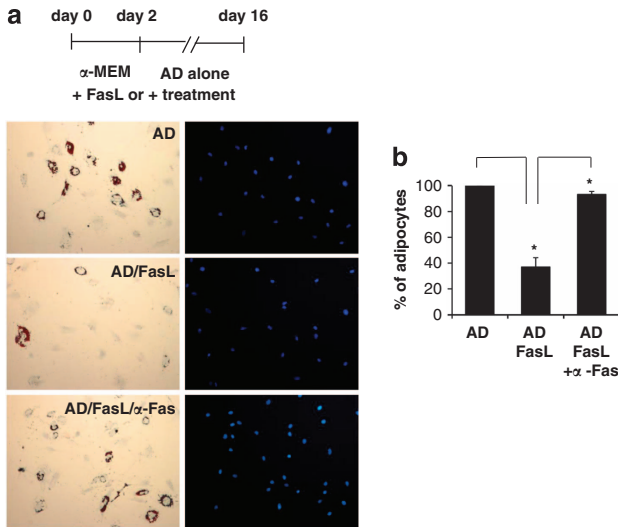 a
day 0 day 2 day 16
α-MEM AD alone
+ FasL or + treatment
AD
AD/FasL
AD/FasL/α-Fas
b
% of adipocytes
100
80
60
40
20
0
*
*
AD AD AD
FasL FasL
+α -Fas